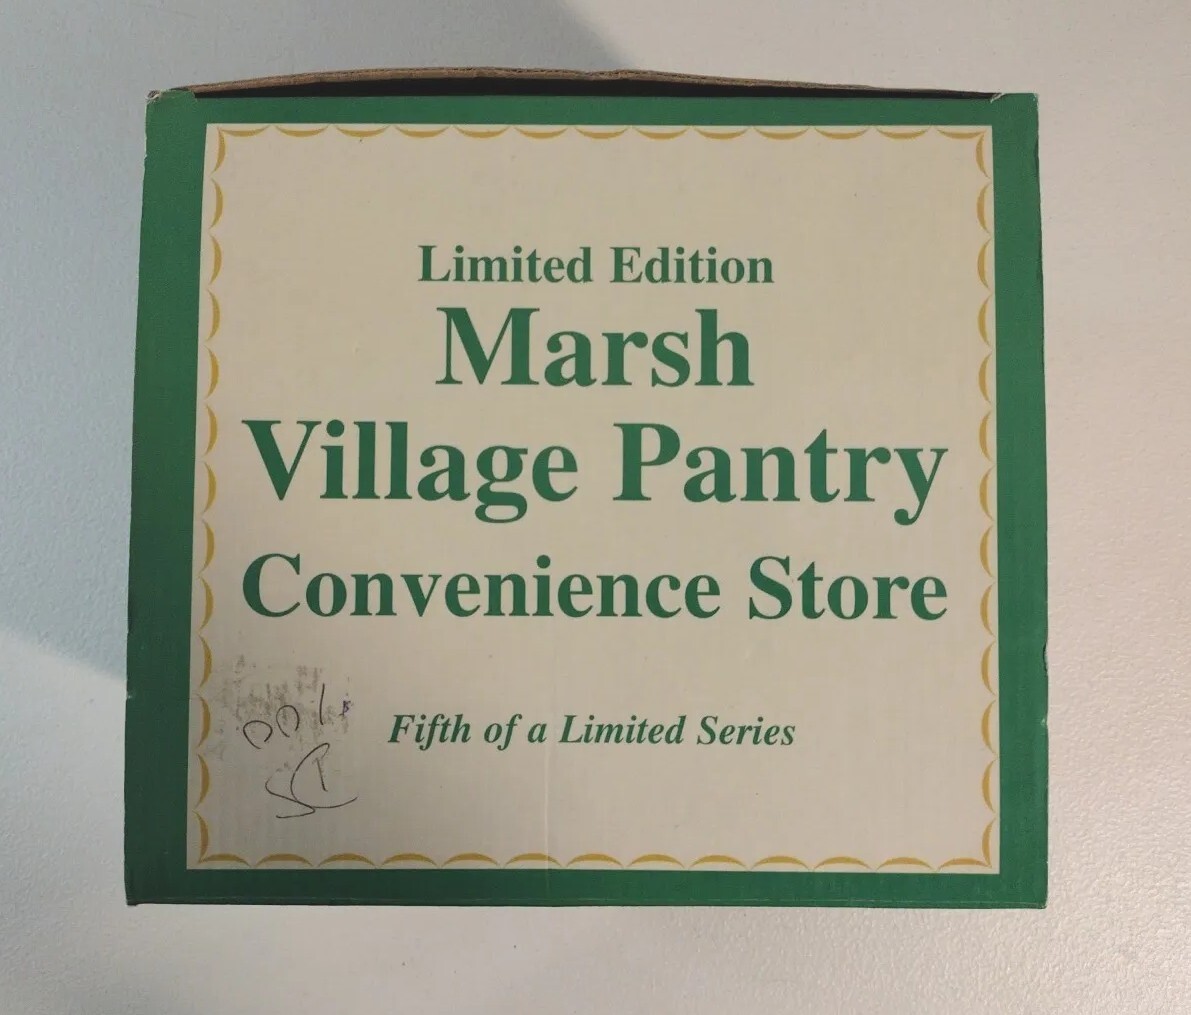 Limited Edition
Marsh
Village Pantry
Convenience Store
Fifth of a Limited Series